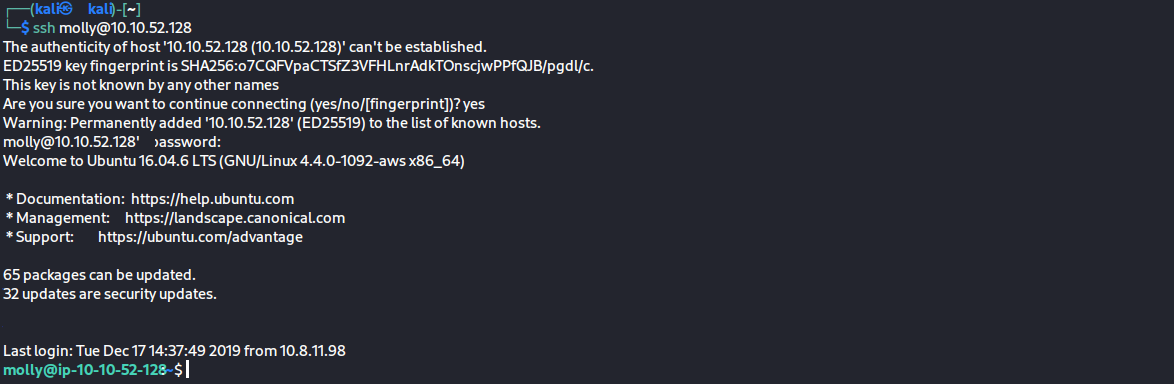 ┌──(kali㉿ kali)-[~]
└─$ ssh molly@10.10.52.128
The authenticity of host '10.10.52.128 (10.10.52.128)' can't be established.
ED25519 key fingerprint is SHA256:o7CQFVpaCTSfZ3VFHLnrAdkTOnscjwPPfQJB/pgdl/c.
This key is not known by any other names
Are you sure you want to continue connecting (yes/no/[fingerprint])? yes
Warning: Permanently added '10.10.52.128' (ED25519) to the list of known hosts.
molly@10.10.52.128' password:
Welcome to Ubuntu 16.04.6 LTS (GNU/Linux 4.4.0-1092-aws x86_64)
* Documentation: https://help.ubuntu.com
* Management: https://landscape.canonical.com
* Support: https://ubuntu.com/advantage
65 packages can be updated.
32 updates are security updates.
Last login: Tue Dec 17 14:37:49 2019 from 10.8.11.98
molly@ip-10-10-52-128~$